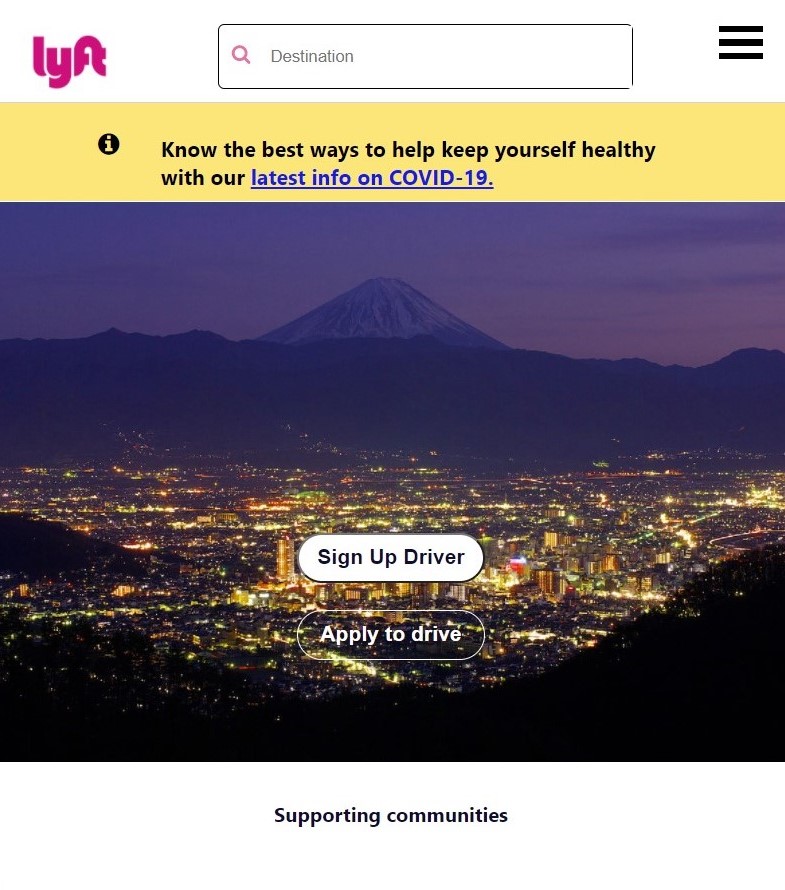 lyft
Destination
Know the best ways to help keep yourself healthy
with our latest info on COVID-19.
Sign Up Driver
Apply to drive
Supporting communities